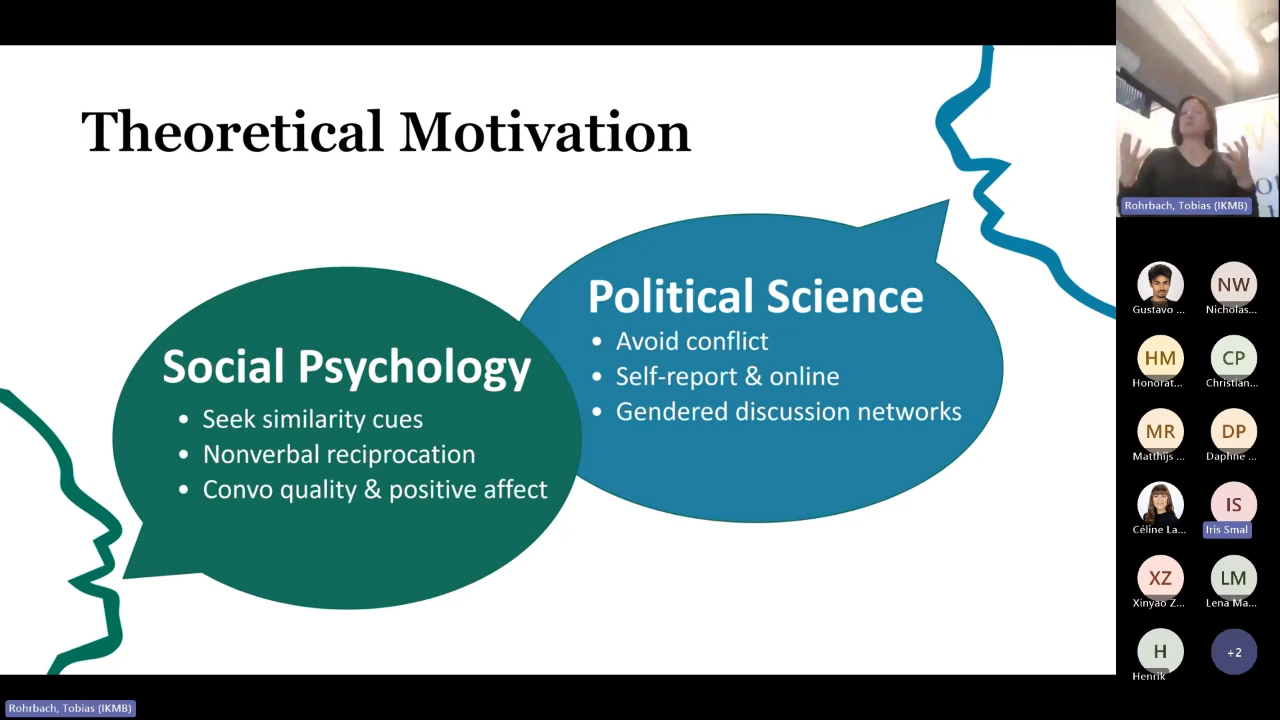 Theoretical Motivation
Social Psychology
• Seek similarity cues
• Nonverbal reciprocation
• Convo quality & positive affect
Political Science
• Avoid conflict
• Self-report & online
• Gendered discussion networks
Rohrbach, Tobias (IKMB)
Gustavo ...
NW
Nicholas...
HM
Honorat...
CP
Christian...
MR
Matthijs ...
DP
Daphne ...
Céline La...
IS
Iris Smal
XZ
Xinyao Z...
LM
Lena Ma...
H
Henrik
+2
Rohrbach, Tobias (IKMB)